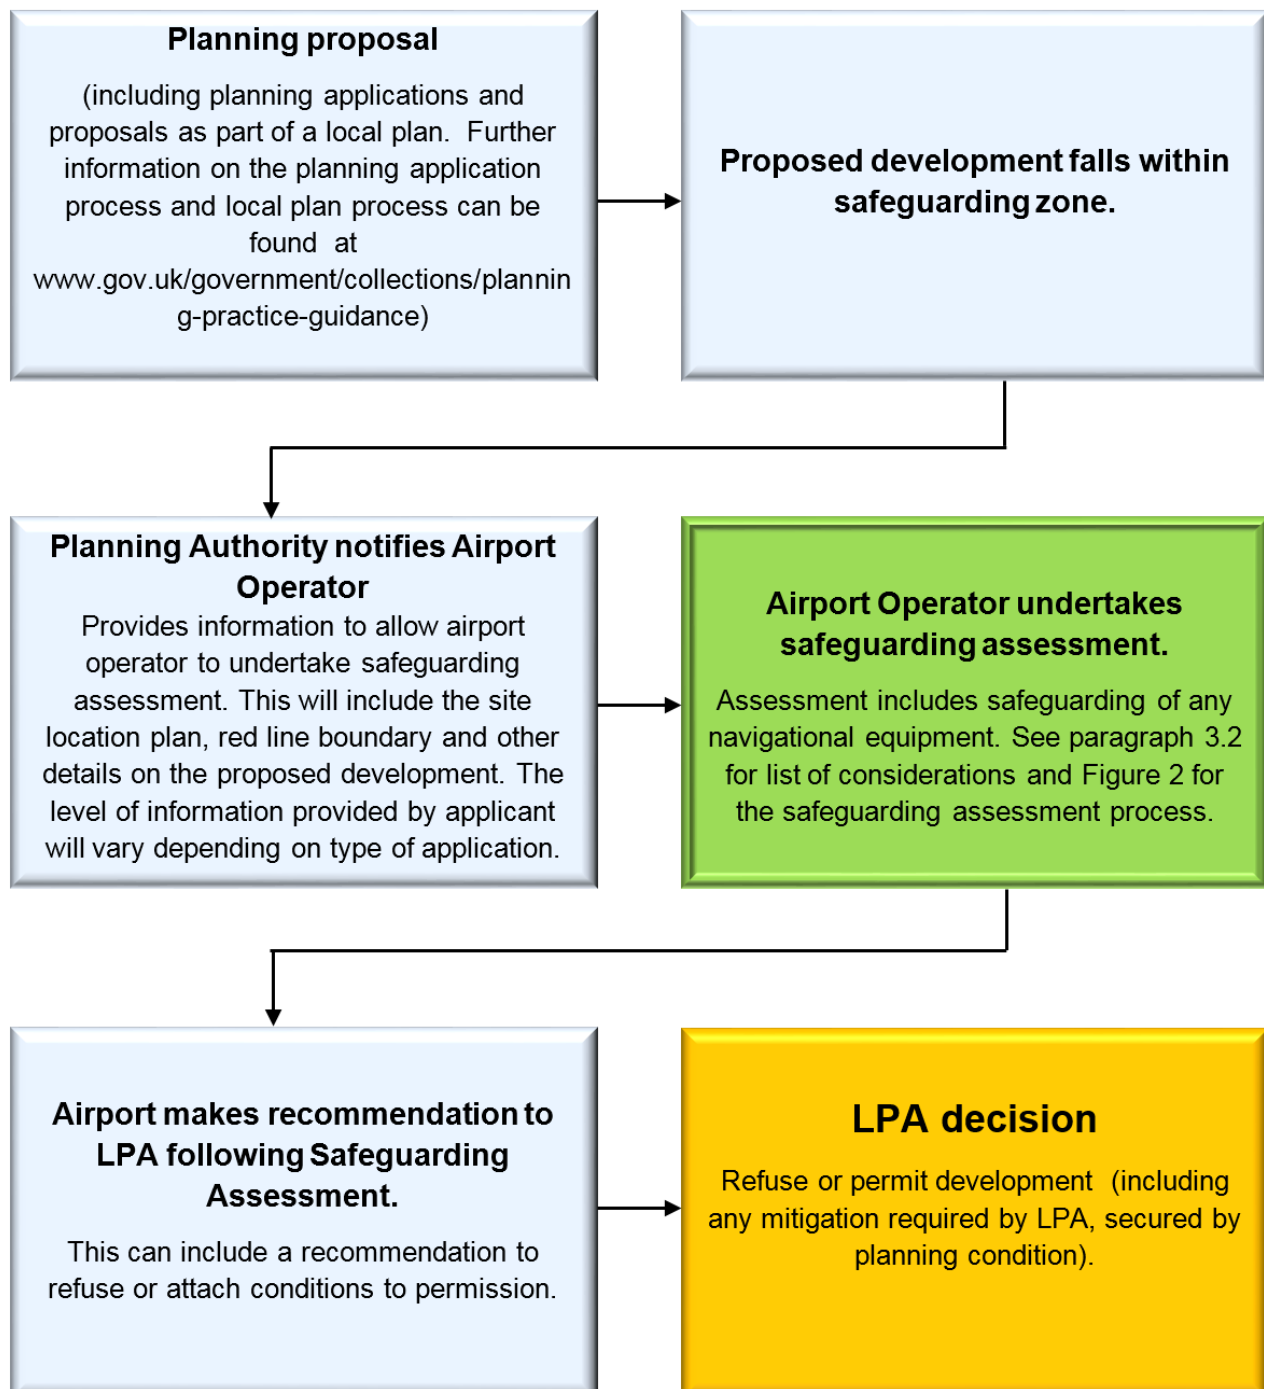 Planning proposal
(including planning applications and
proposals as part of a local plan.  Further
information on the planning application
process and local plan process can be
found  at
www.gov.uk/government/collections/plannin
g-practice-guidance)
Proposed development falls within
safeguarding zone.
Planning Authority notifies Airport
Operator
Provides information to allow airport
operator to undertake safeguarding
assessment. This will include the site
location plan, red line boundary and other
details on the proposed development. The
level of information provided by applicant
will vary depending on type of application.
Airport Operator undertakes
safeguarding assessment.
Assessment includes safeguarding of any
navigational equipment. See paragraph 3.2
for list of considerations and Figure 2 for
the safeguarding assessment process.
Airport makes recommendation to
LPA following Safeguarding
Assessment.
This can include a recommendation to
refuse or attach conditions to permission.
LPA decision
Refuse or permit development  (including
any mitigation required by LPA, secured by
planning condition).